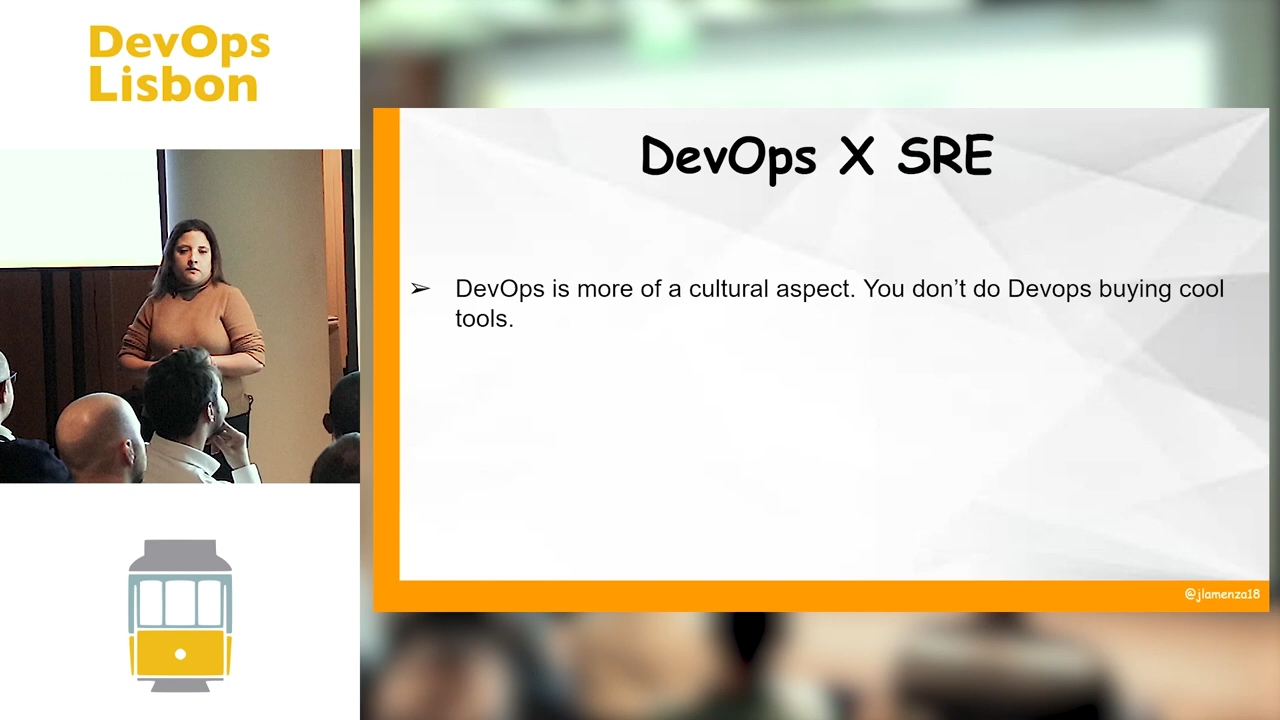 DevOps
Lisbon
DevOps X SRE
➢ DevOps is more of a cultural aspect. You don’t do Devops buying cool
tools.
@jlamenza18